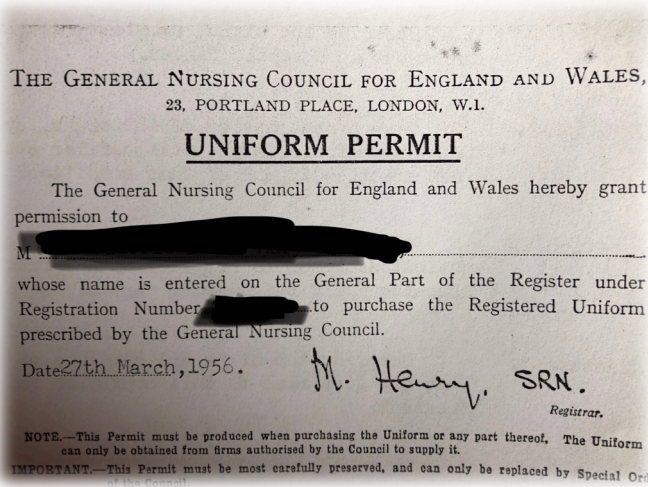 THE GENERAL NURSING COUNCIL FOR ENGLAND AND WALES,
23, PORTLAND PLACE, LONDON, W.1.
UNIFORM PERMIT
The General Nursing Council for England and Wales hereby grant
permission to
M
whose name is entered on the General Part of the Register under
Registration Number to purchase the Registered Uniform
prescribed by the General Nursing Council.
Date 27th March, 1956. M. Henry, SRN.
Registrar.
NOTE.—This Permit must be produced when purchasing the Uniform or any part thereof. The Uniform
can only be obtained from firms authorised by the Council to supply it.
IMPORTANT.—This Permit must be most carefully preserved, and can only be replaced by Special
of the Council.